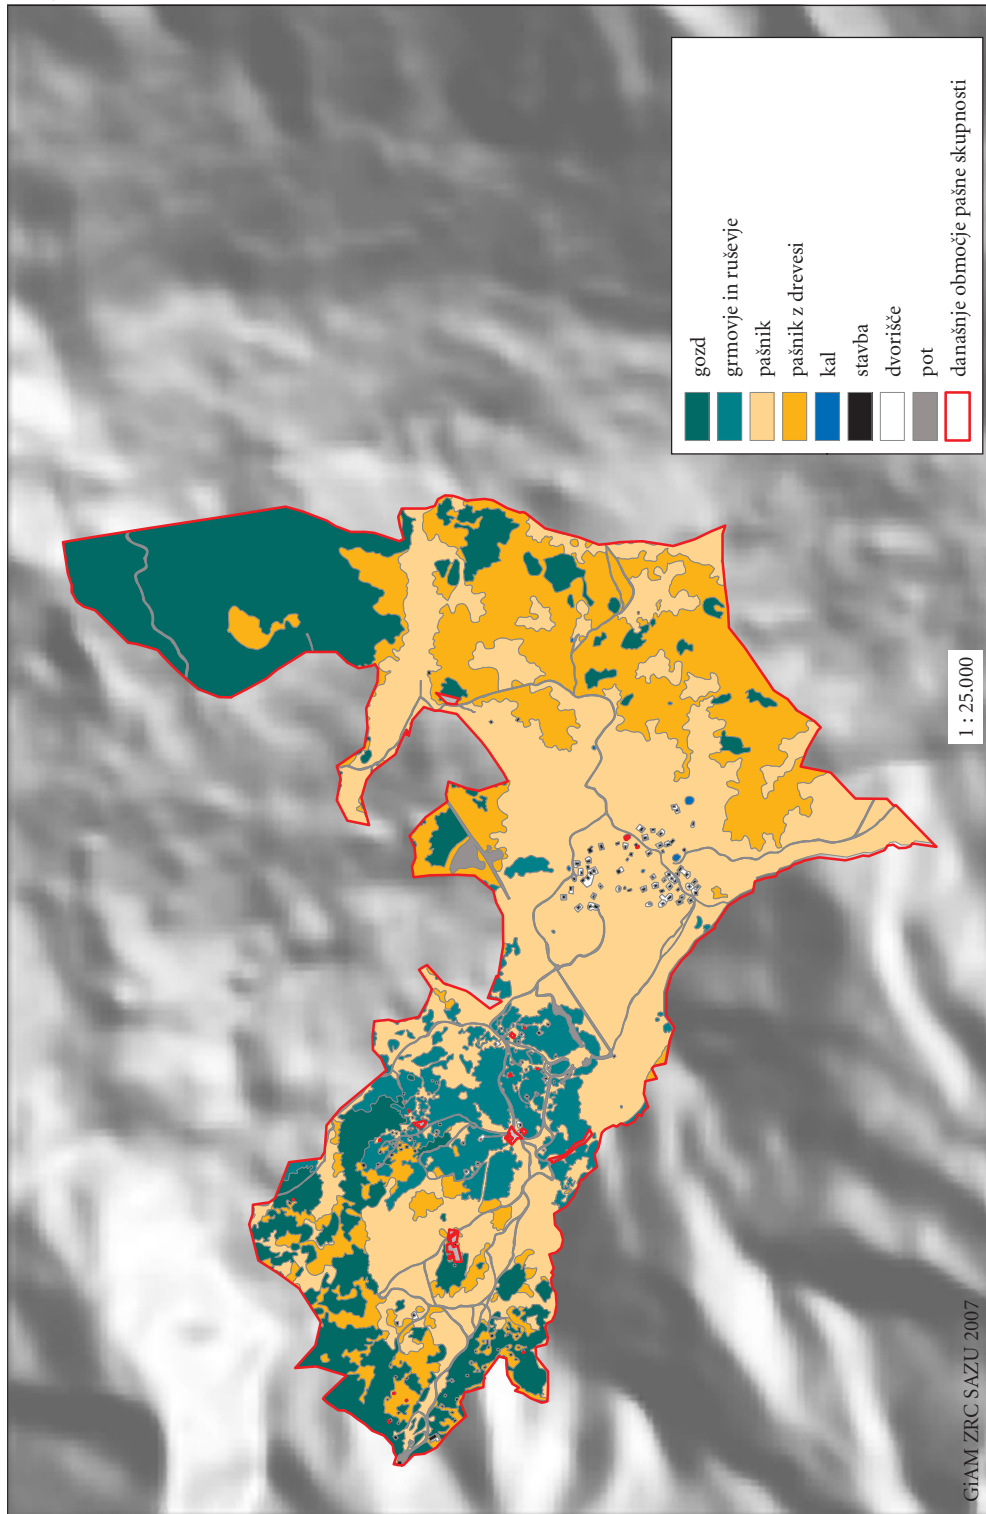 gozd
grmovje in ruševje
pašnik
pašnik z drevesi
kal
stavba
dvorišče
pot
današnje območje pašne skupnosti
1 : 25.000
GiAM ZRC SAZU 2007